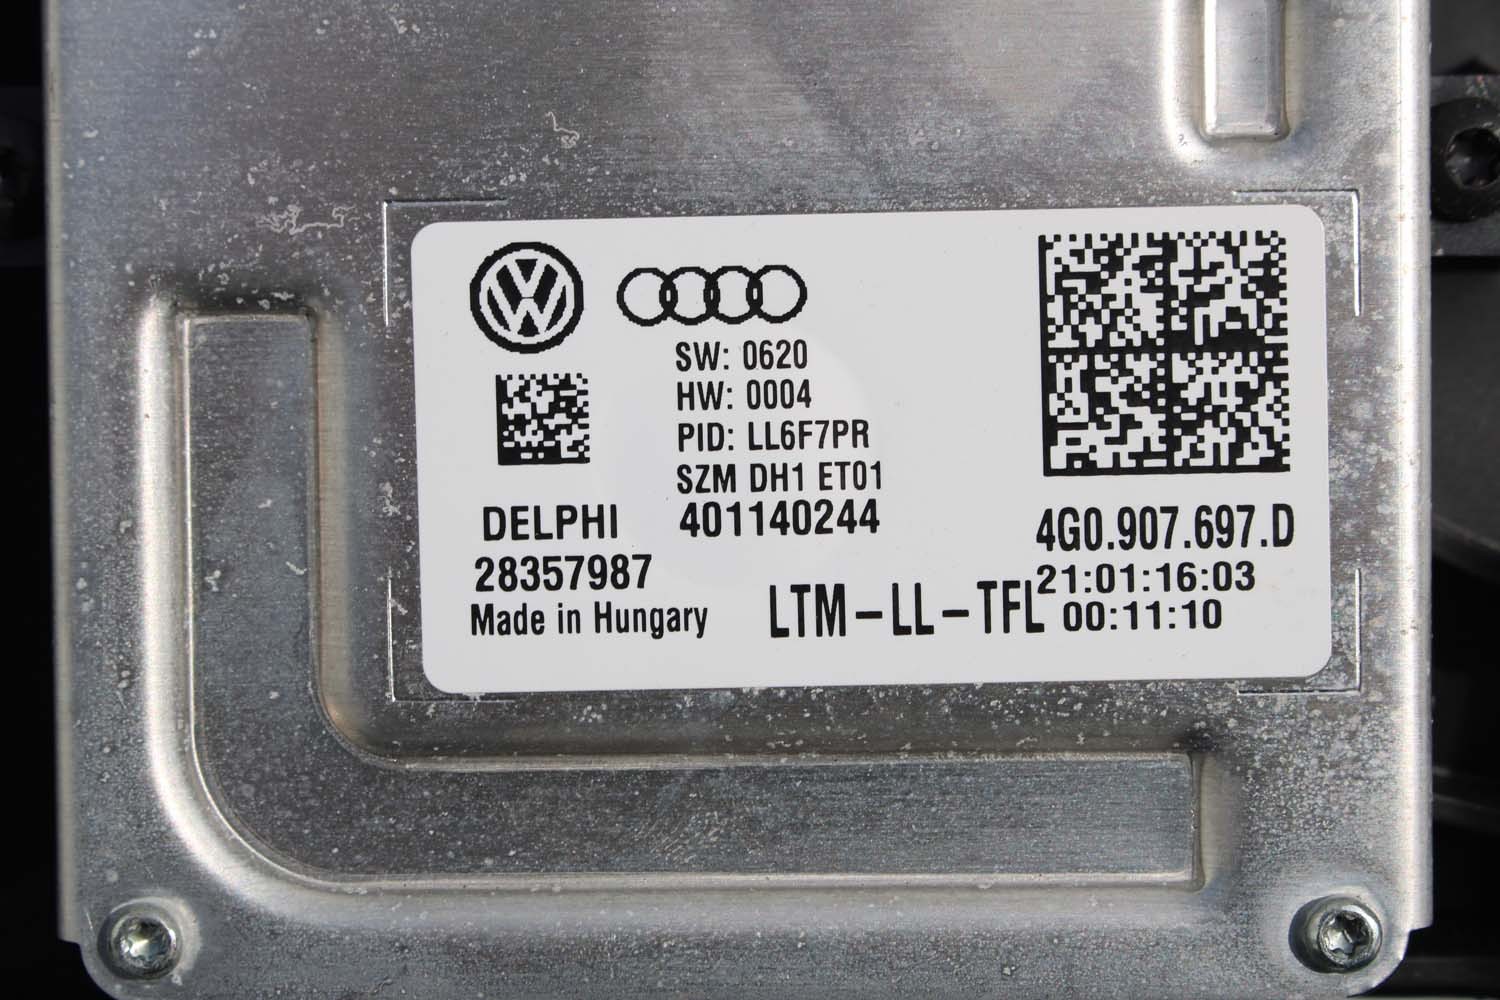 SW: 0620
HW: 0004
PID: LL6F7PR
SZM DH1 ET01
401140244
DELPHI
28357987
Made in Hungary
LTM-LL-TFL
4G0.907.697.D
21:01:16:03
00:11:10